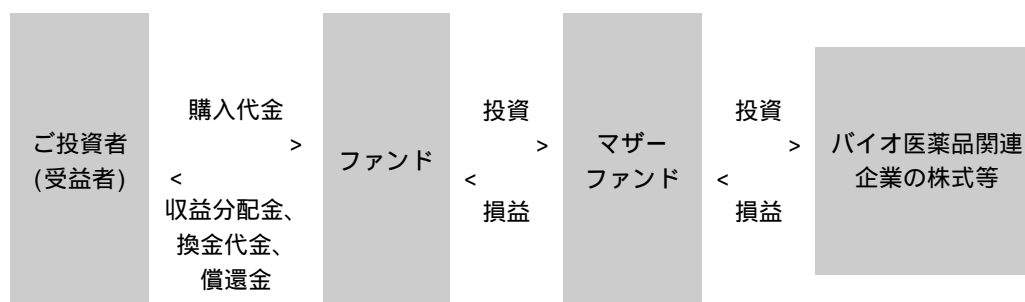 ご投資者
(受益者)
購入代金
>
<
収益分配金、
換金代金、
償還金
ファンド
投資
>
<
損益
マザー
ファンド
投資
>
<
損益
バイオ医薬品関連
企業の株式等